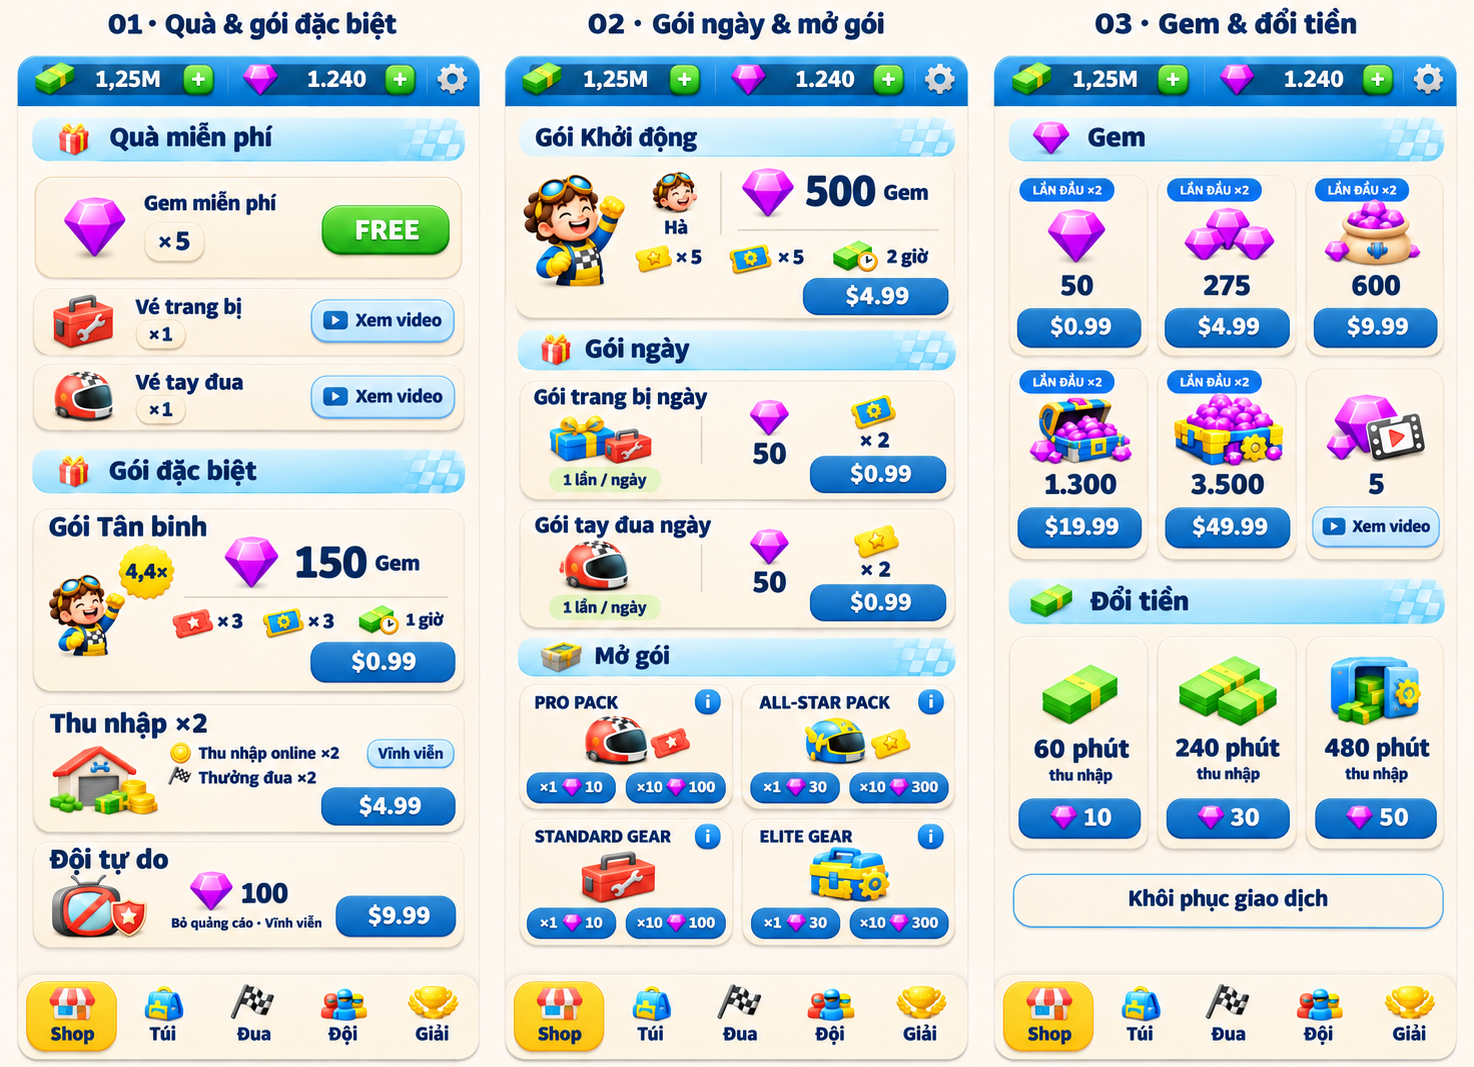 01 · Quà & gói đặc biệt
1,25M
1.240
Quà miễn phí
Gem miễn phí
×5
FREE
Vé trang bị
×1
Xem video
Vé tay đua
×1
Xem video
Gói đặc biệt
Gói Tân binh
4,4×
150 Gem
×3
×3
1 giờ
$0.99
Thu nhập ×2
Thu nhập online ×2
Vĩnh viễn
Thưởng đua ×2
$4.99
Đội tự do
100
Bỏ quảng cáo · Vĩnh viễn
$9.99
Shop
Túi
Đua
Đội
Giải
02 · Gói ngày & mở gói
1,25M
1.240
Gói Khởi động
Hà
500 Gem
×5
×5
2 giờ
$4.99
Gói ngày
Gói trang bị ngày
1 lần / ngày
50
×2
$0.99
Gói tay đua ngày
1 lần / ngày
50
×2
$0.99
Mở gói
PRO PACK
i
×1 10
×10 100
ALL-STAR PACK
i
×1 30
×10 300
STANDARD GEAR
i
×1 10
×10 100
ELITE GEAR
i
×1 30
×10 300
Shop
Túi
Đua
Đội
Giải
03 · Gem & đổi tiền
1,25M
1.240
Gem
LẦN ĐẦU ×2
50
$0.99
LẦN ĐẦU ×2
275
$4.99
LẦN ĐẦU ×2
600
$9.99
LẦN ĐẦU ×2
1.300
$19.99
LẦN ĐẦU ×2
3.500
$49.99
5
Xem video
Đổi tiền
60 phút
thu nhập
10
240 phút
thu nhập
30
480 phút
thu nhập
50
Khôi phục giao dịch
Shop
Túi
Đua
Đội
Giải